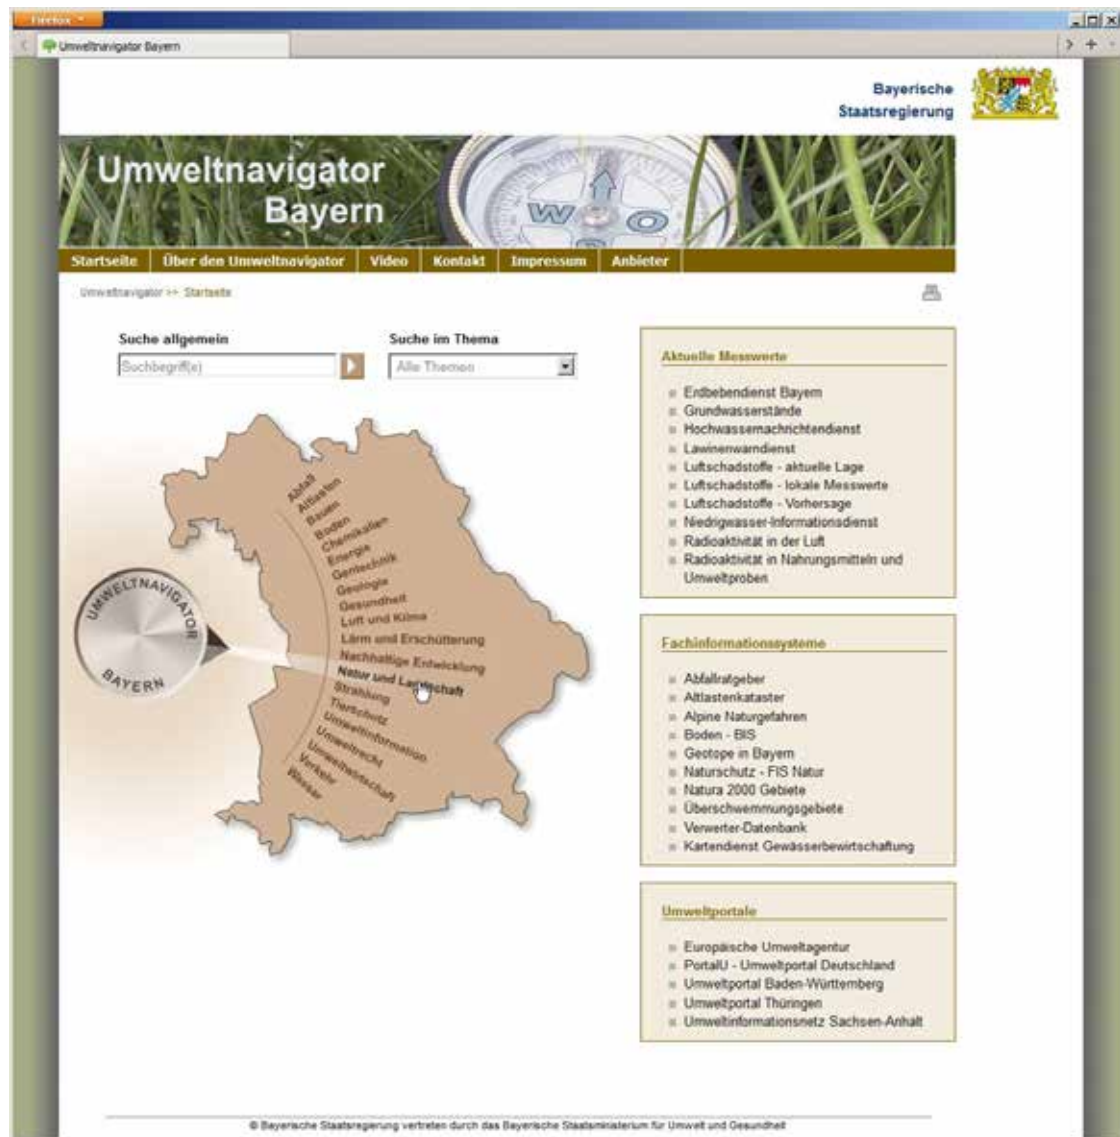 Firefox
Umweltnavigator Bayern
Bayerische
Staatsregierung
Umweltnavigator
Bayern
W O
Startseite Über den Umweltnavigator Video Kontakt Impressum Anbieter
Umweltnavigator >> Startseite
Suche allgemein
Suchbegriff(e)
Suche im Thema
Alle Themen
UMWELTNAVIGATOR
BAYERN
Abfall
Altlasten
Bauen
Boden
Chemikalien
Energie
Gentechnik
Geologie
Gesundheit
Luft und Klima
Lärm und Erschütterung
Nachhaltige Entwicklung
Natur und Landschaft
Strahlung
Tierschutz
Umweltinformation
Umweltrecht
Umweltwirtschaft
Verkehr
Wasser
Aktuelle Messwerte
Erdbebendienst Bayern
Grundwasserstände
Hochwassernachrichtendienst
Lawinenwarndienst
Luftschadstoffe - aktuelle Lage
Luftschadstoffe - lokale Messwerte
Luftschadstoffe - Vorhersage
Niedrigwasser-Informationsdienst
Radioaktivität in der Luft
Radioaktivität in Nahrungsmitteln und
Umweltproben
Fachinformationssysteme
Abfallratgeber
Altlastenkataster
Alpine Naturgefahren
Boden - BIS
Geotope in Bayern
Naturschutz - FIS Natur
Natura 2000 Gebiete
Überschwemmungsgebiete
Verwerter-Datenbank
Kartendienst Gewässerbewirtschaftung
Umweltportale
Europäische Umweltagentur
PortalU - Umweltportal Deutschland
Umweltportal Baden-Württemberg
Umweltportal Thüringen
Umweltinformationsnetz Sachsen-Anhalt
© Bayerische Staatsregierung vertreten durch das Bayerische Staatsministerium für Umwelt und Gesundheit